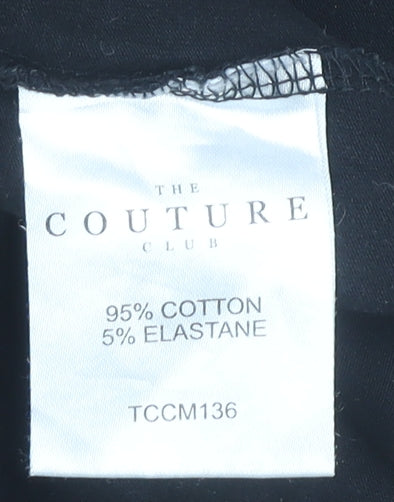 THE
COUTURE
CLUB
95% COTTON
5% ELASTANE
TCCM136